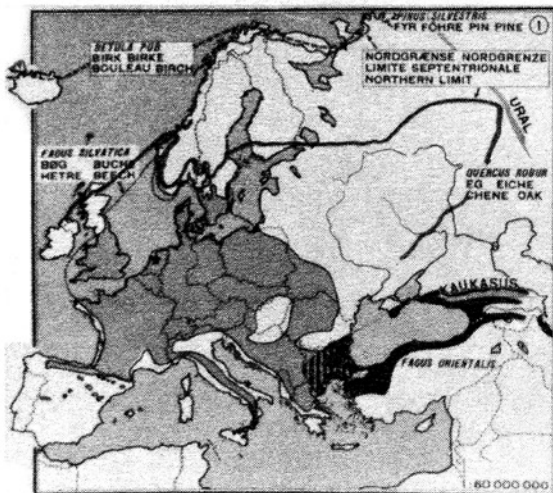 PINUS SILVESTRIS
FYR FÖHRE PIN PINE ①
BETULA PUB
BIRK BIRKE
BOULEAU BIRCH
NORDGRÆNSE NORDGRENZE
LIMITE SEPTENTRIONALE
NORTHERN LIMIT
URAL
FAGUS SILVATICA
BØG BUCHE
HETRE BEECH
QUERCUS ROBUR
EG EICHE
CHENE OAK
KAUKASUS
FAGUS ORIENTALIS
60 000 000